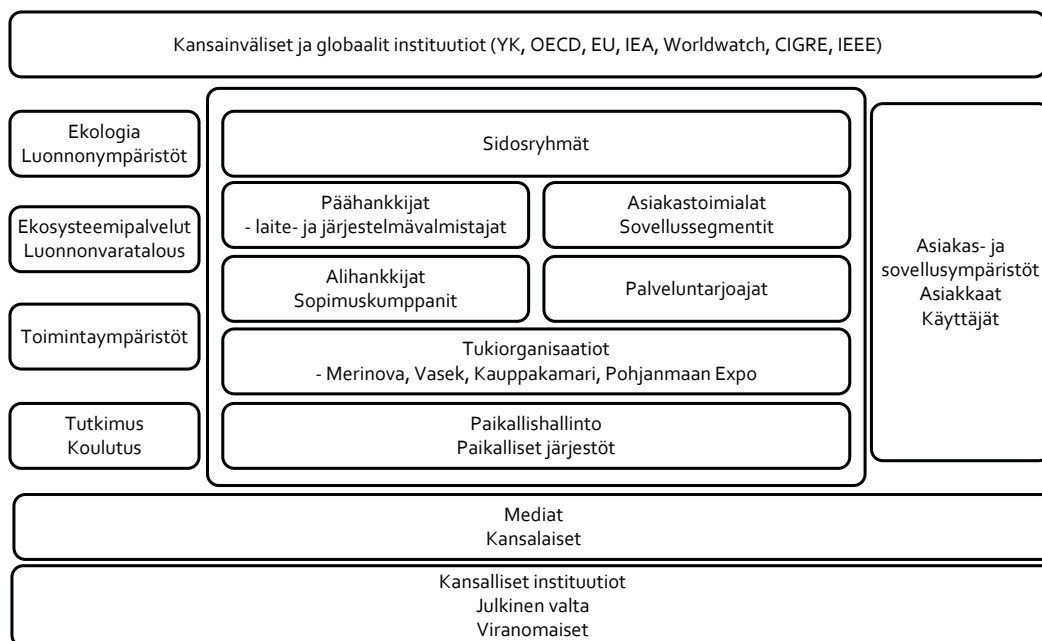 Kansainväliset ja globaalit instituutiot (YK, OECD, EU, IEA, Worldwatch, CIGRE, IEEE)
Ekologia
Luonnonympäristöt
Ekosysteemipalvelut
Luonnonvaratalous
Toimintaympäristöt
Tutkimus
Koulutus
Sidosryhmät
Päähankkijat
- laite- ja järjestelmävalmistajat
Asiakastoimialat
Sovellussegmentit
Alihankkijat
Sopimuskumppanit
Palveluntarjoajat
Tukiorganisaatiot
- Merinova, Vasek, Kauppakamari, Pohjanmaan Expo
Paikallishallinto
Paikalliset järjestöt
Asiakas- ja
sovellusympäristöt
Asiakkaat
Käyttäjät
Mediat
Kansalaiset
Kansalliset instituutiot
Julkinen valta
Viranomaiset